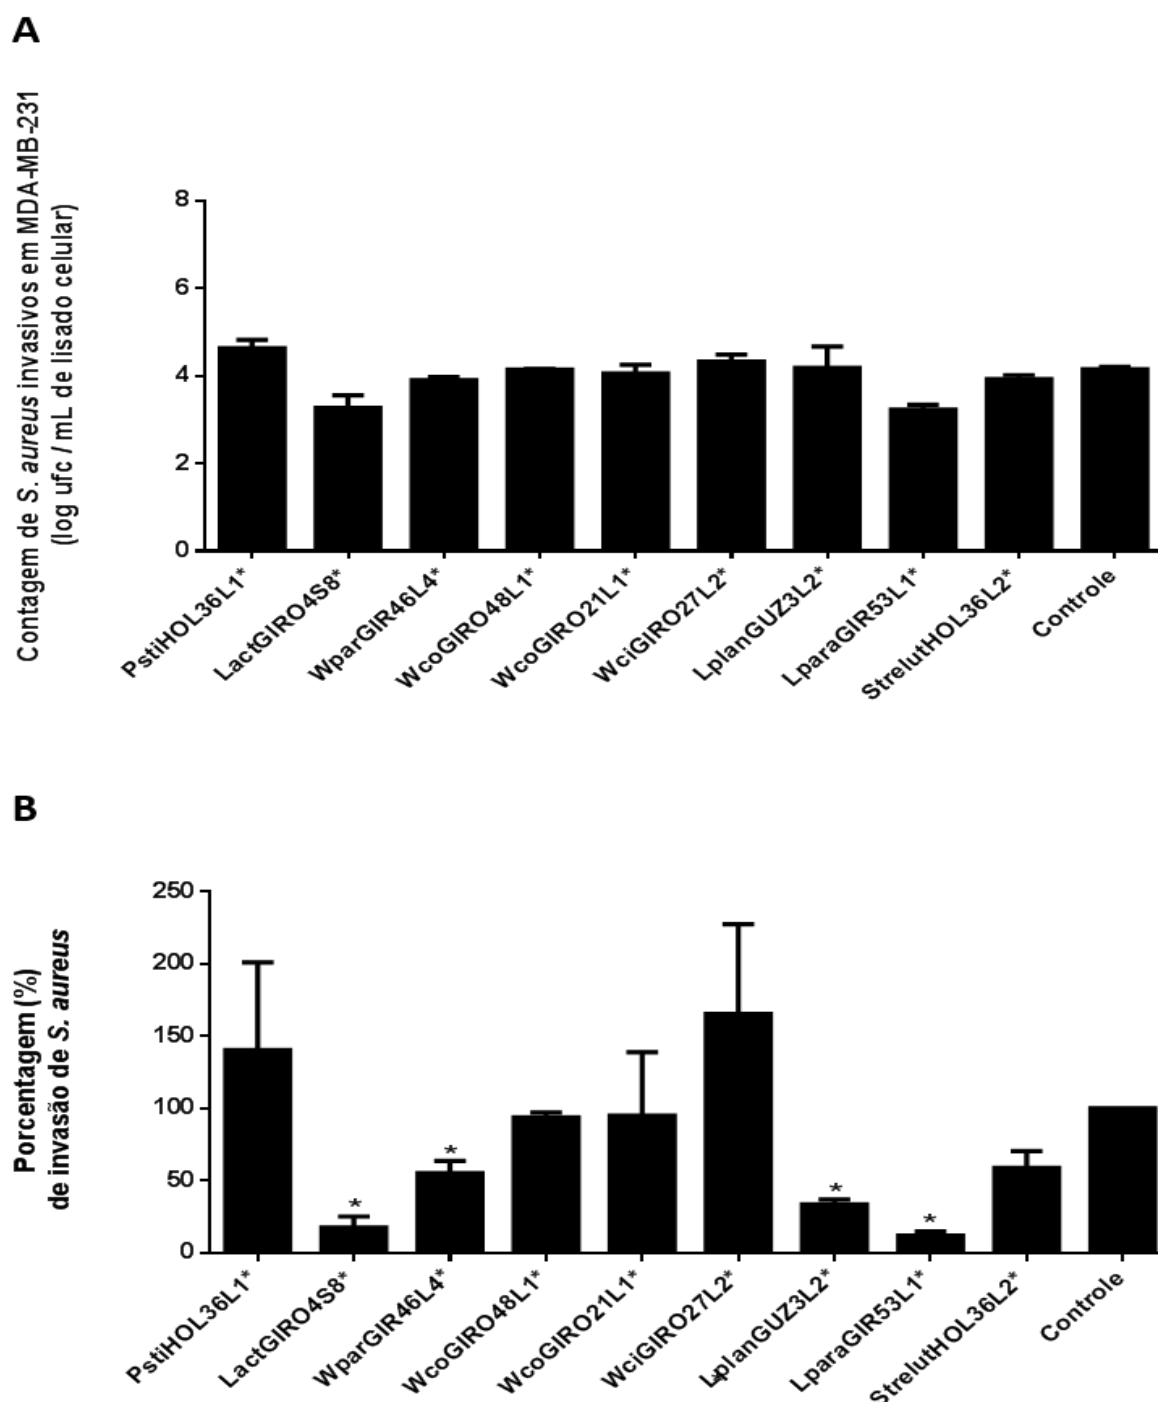 A
Contagem de S. aureus invasivos em MDA-MB-231
(log ufc / mL de lisado celular)
8
6
4
2
0
PstiHOL36L1*
LactGIRO4S8*
WparGIR46L4*
WcoGIRO48L1*
WcoGIRO21L1*
WciGIRO27L2*
LplanGUZ3L2*
LparaGIR53L1*
StrelutHOL36L2*
Controle
B
Porcentagem (%)
de invasão de S. aureus
250
200
150
100
50
0
*
*
*
*
PstiHOL36L1*
LactGIRO4S8*
WparGIR46L4*
WcoGIRO48L1*
WcoGIRO21L1*
WciGIRO27L2*
LplanGUZ3L2*
LparaGIR53L1*
StrelutHOL36L2*
Controle